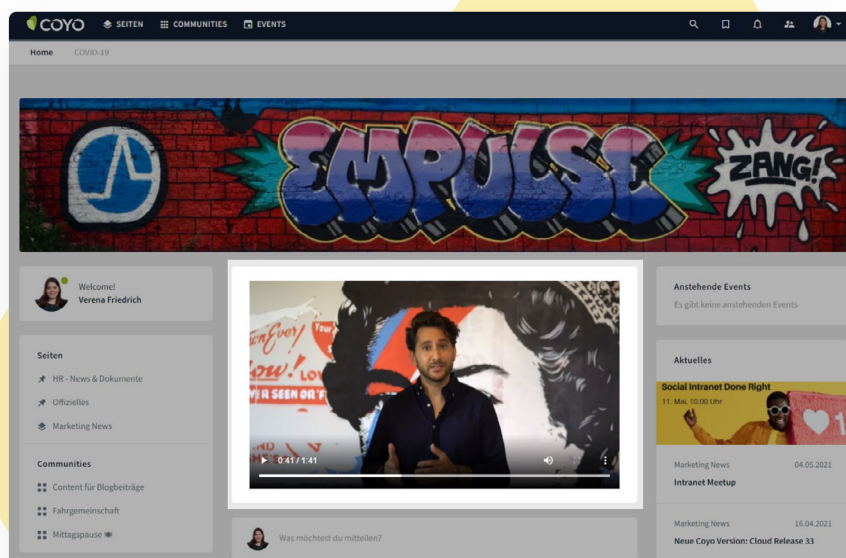 COYO SEITEN COMMUNITIES EVENTS
Home COVID-19
EMPULSE
ZANG!
Welcome!
Verena Friedrich
Seiten
HR - News & Dokumente
Offizielles
Marketing News
Communities
Content für Blogbeiträge
Fahrgemeinschaft
Mittagspause
0:41 / 1:41
Was möchtest du mitteilen?
Anstehende Events
Es gibt keine anstehenden Events
Aktuelles
Social Intranet Done Right
11. Mai, 10.00 Uhr
1
Marketing News 04.05.2021
Intranet Meetup
Marketing News 16.04.2021
Neue Coyo Version: Cloud Release 33